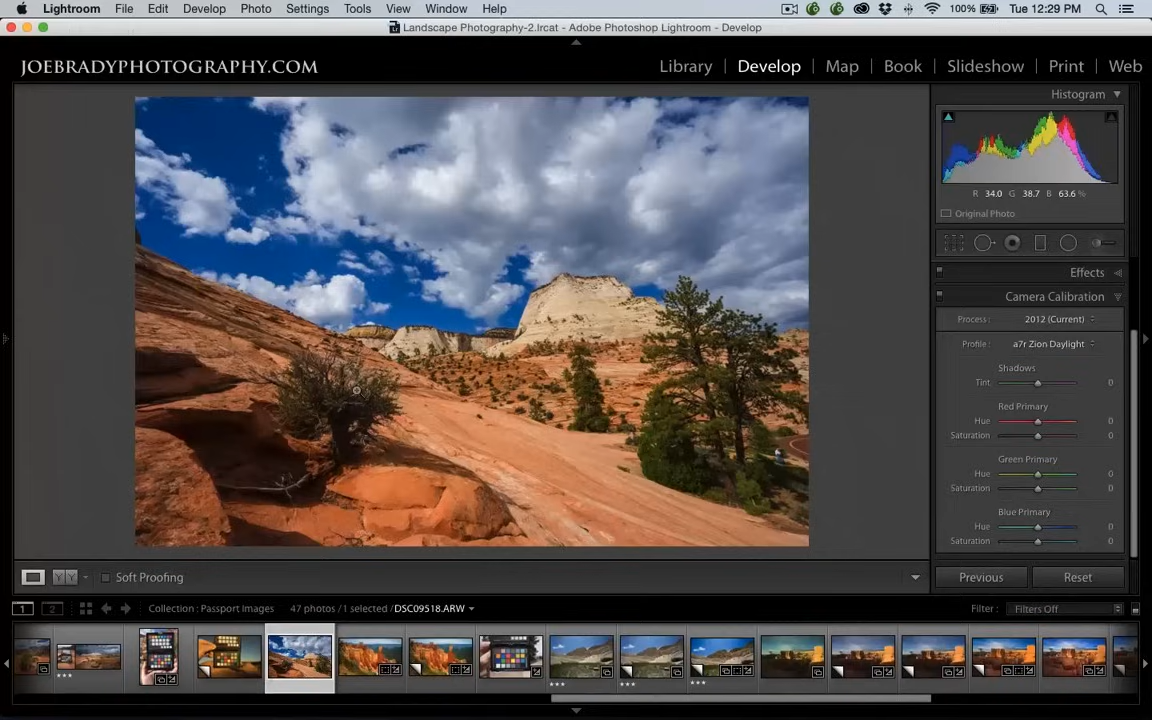 Lightroom File Edit Develop Photo Settings Tools View Window Help 100% Tue 12:29 PM
Landscape Photography-2.lrcat - Adobe Photoshop Lightroom - Develop
JOEBRADYPHOTOGRAPHY.COM Library Develop Map Book Slideshow Print Web
Histogram
R 34.0 G 38.7 B 63.6 %
Original Photo
Effects
Camera Calibration
Process : 2012 (Current)
Profile : a7r Zion Daylight
Shadows
Tint 0
Red Primary
Hue 0
Saturation 0
Green Primary
Hue 0
Saturation 0
Blue Primary
Hue 0
Saturation 0
Soft Proofing Previous Reset
1 2 Collection : Passport Images 47 photos /1 selected /DSC09518.ARW Filter : Filters Off